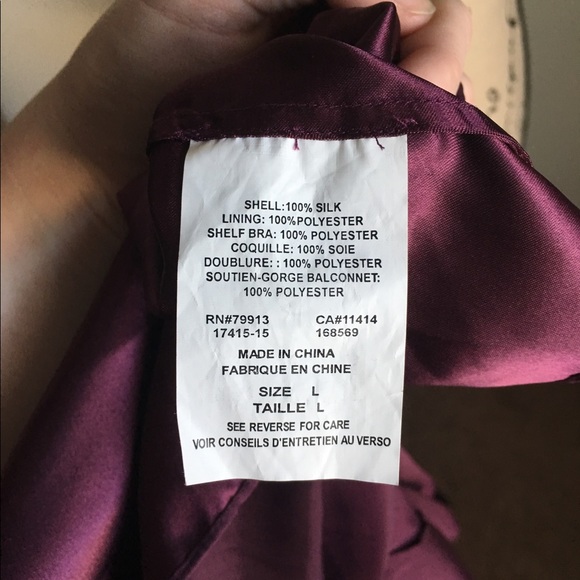 SHELL:100% SILK
LINING: 100%POLYESTER
SHELF BRA: 100% POLYESTER
COQUILLE: 100% SOIE
DOUBLURE: : 100% POLYESTER
SOUTIEN-GORGE BALCONNET:
100% POLYESTER
RN#79913 CA#11414
17415-15 168569
MADE IN CHINA
FABRIQUE EN CHINE
SIZE L
TAILLE L
SEE REVERSE FOR CARE
VOIR CONSEILS D'ENTRETIEN AU VERSO